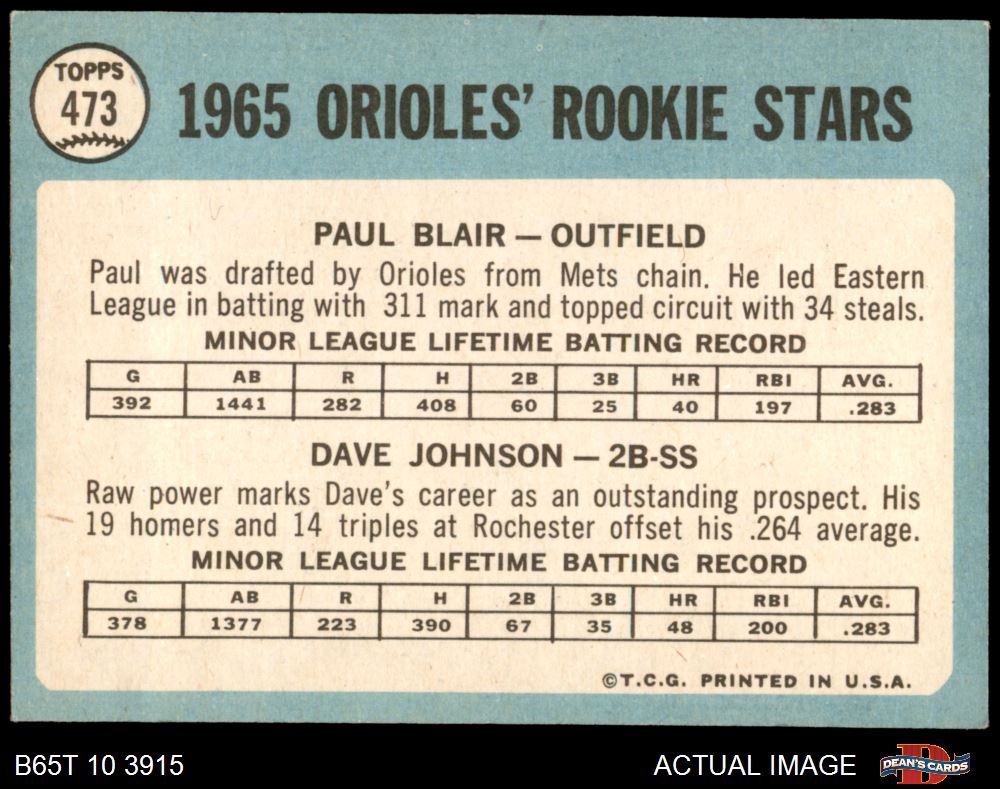 TOPPS
473
1965 ORIOLES' ROOKIE STARS
PAUL BLAIR — OUTFIELD
Paul was drafted by Orioles from Mets chain. He led Eastern
League in batting with 311 mark and topped circuit with 34 steals.
MINOR LEAGUE LIFETIME BATTING RECORD
G AB R H 2B 3B HR RBI AVG.
392 1441 282 408 60 25 40 197 .283
DAVE JOHNSON — 2B-SS
Raw power marks Dave's career as an outstanding prospect. His
19 homers and 14 triples at Rochester offset his .264 average.
MINOR LEAGUE LIFETIME BATTING RECORD
G AB R H 2B 3B HR RBI AVG.
378 1377 223 390 67 35 48 200 .283
©T.C.G. PRINTED IN U.S.A.
B65T 10 3915 ACTUAL IMAGE DEAN'S CARDS